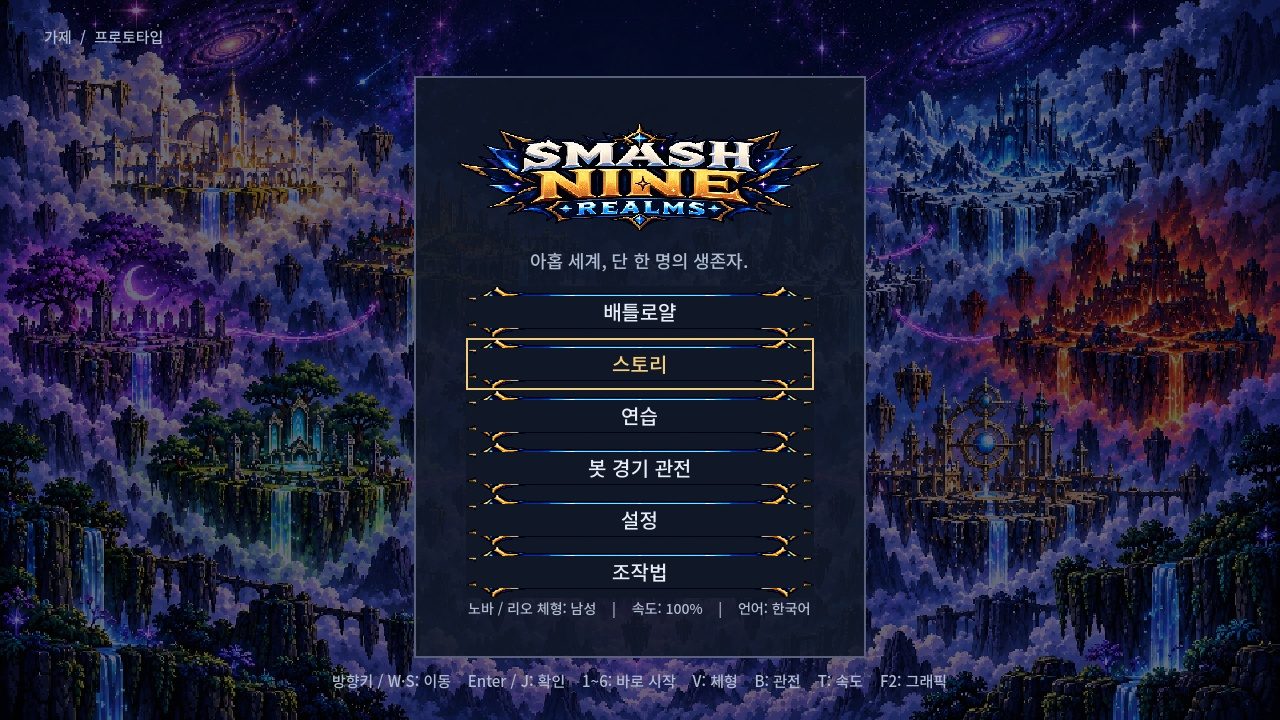 가제 / 프로토타입
SMASH
NINE
REALMS
아홉 세계, 단 한 명의 생존자.
배틀로얄
스토리
연습
봇 경기 관전
설정
조작법
노바 / 리오 체형: 남성 | 속도: 100% | 언어: 한국어
방향키 / W·S: 이동 Enter / J: 확인 1~6: 바로 시작 V: 체형 B: 관전 T: 속도 F2: 그래픽